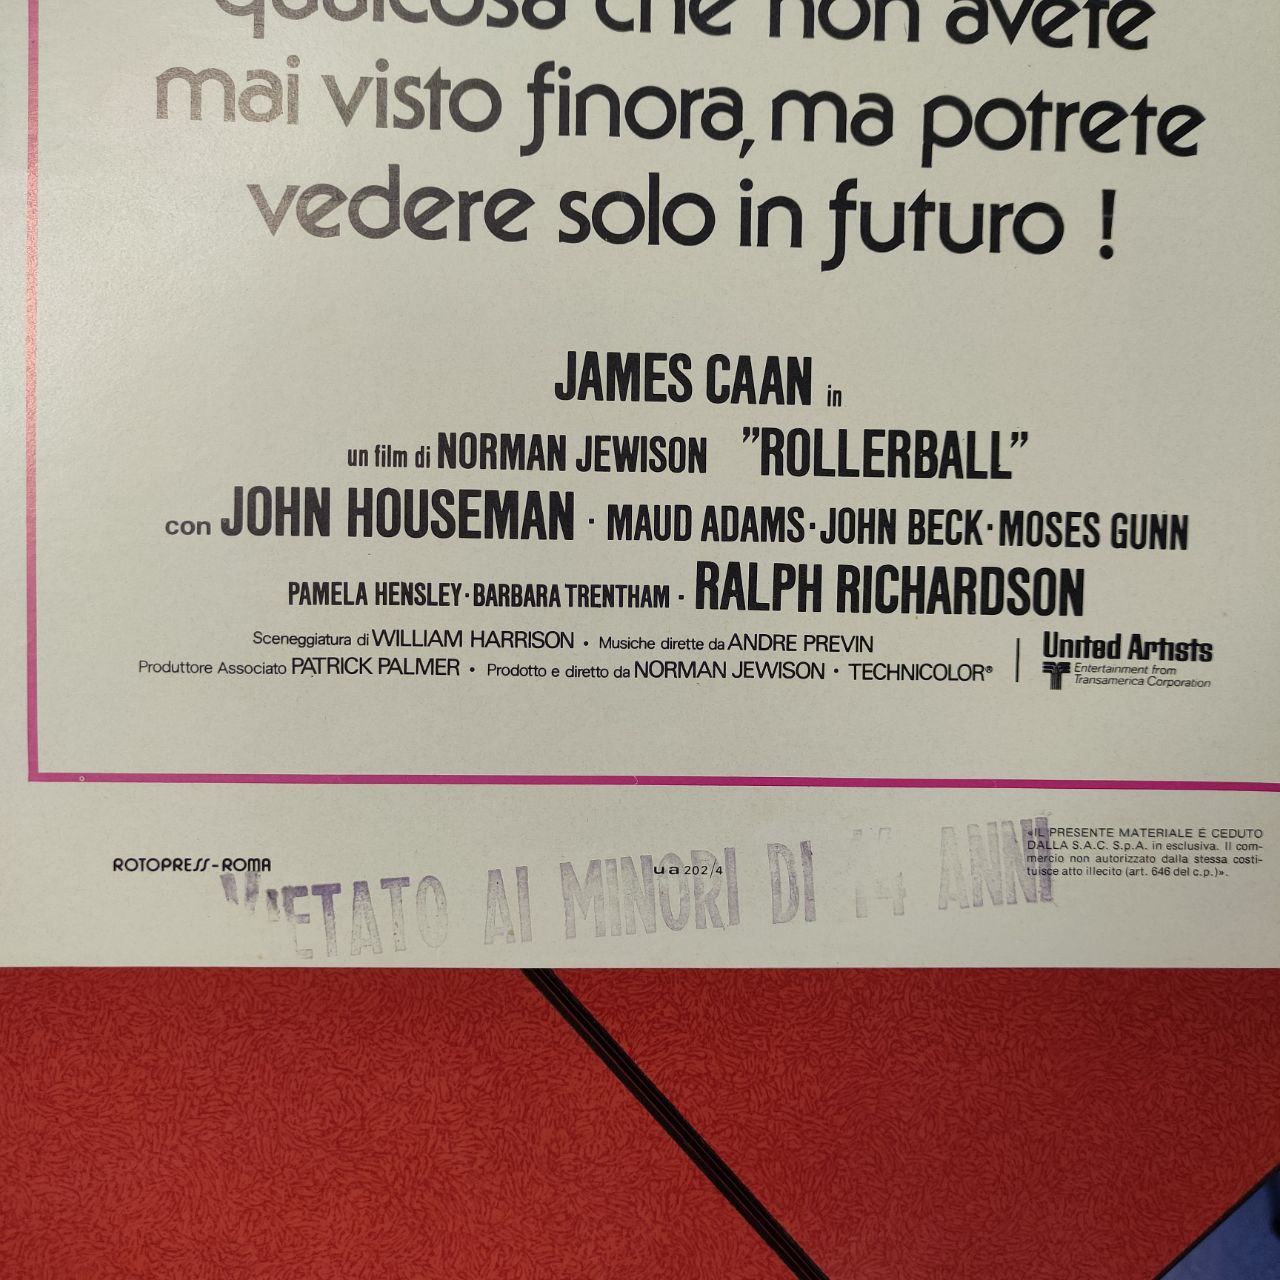 qualcosa che non avete
mai visto finora, ma potrete
vedere solo in futuro !
JAMES CAAN in
un film di NORMAN JEWISON "ROLLERBALL"
con JOHN HOUSEMAN · MAUD ADAMS · JOHN BECK · MOSES GUNN
PAMELA HENSLEY · BARBARA TRENTHAM · RALPH RICHARDSON
Sceneggiatura di WILLIAM HARRISON · Musiche dirette da ANDRE PREVIN
Produttore Associato PATRICK PALMER · Prodotto e diretto da NORMAN JEWISON · TECHNICOLOR®
United Artists
Entertainment from
Transamerica Corporation
ROTOPRESS-ROMA
ua 202/4
«IL PRESENTE MATERIALE É CEDUTO
DALLA S.A.C. S.p.A. in esclusiva. Il com-
mercio non autorizzato dalla stessa costi-
tuisce atto illecito (art. 646 del c.p.)».
VIETATO AI MINORI DI 14 ANNI